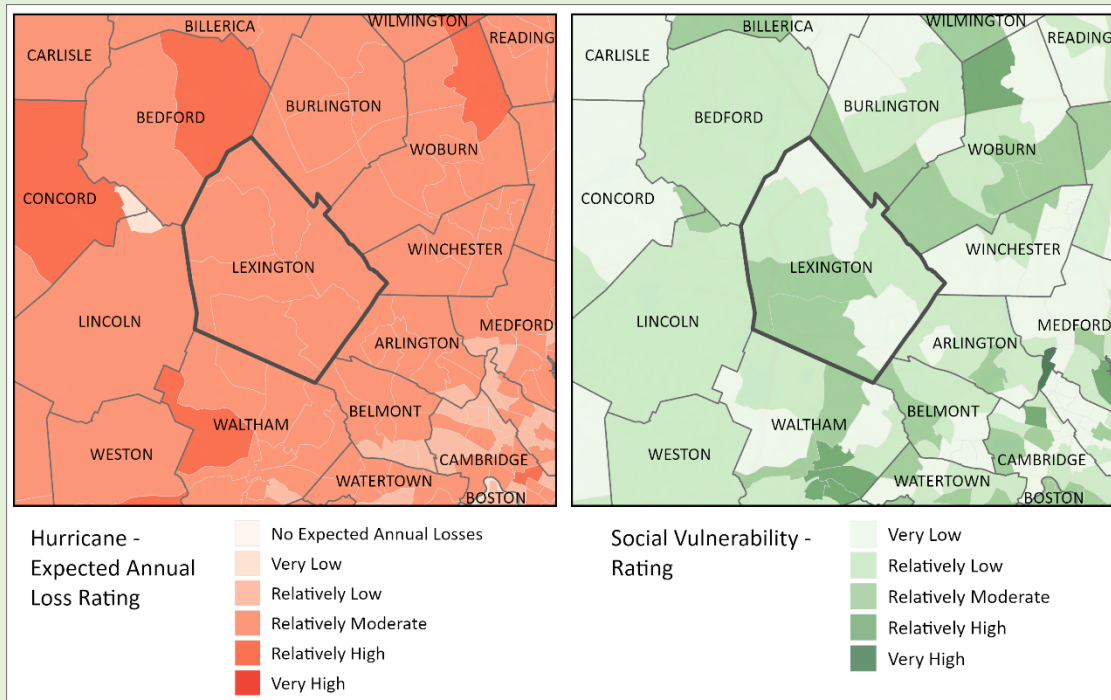 BILLERICA
WILMINGTON
READING
CARLISLE
BURLINGTON
BEDFORD
WOBURN
CONCORD
WINCHESTER
LEXINGTON
LINCOLN
MEDFORD
ARLINGTON
WALTHAM
BELMONT
WESTON
CAMBRIDGE
WATERTOWN
BOSTON
BILLERICA
WILMINGTON
READING
CARLISLE
BURLINGTON
BEDFORD
WOBURN
CONCORD
WINCHESTER
LEXINGTON
LINCOLN
MEDFORD
ARLINGTON
WALTHAM
BELMONT
WESTON
CAMBRIDGE
WATERTOWN
BOSTON
Hurricane -
Expected Annual
Loss Rating
No Expected Annual Losses
Very Low
Relatively Low
Relatively Moderate
Relatively High
Very High
Social Vulnerability -
Rating
Very Low
Relatively Low
Relatively Moderate
Relatively High
Very High